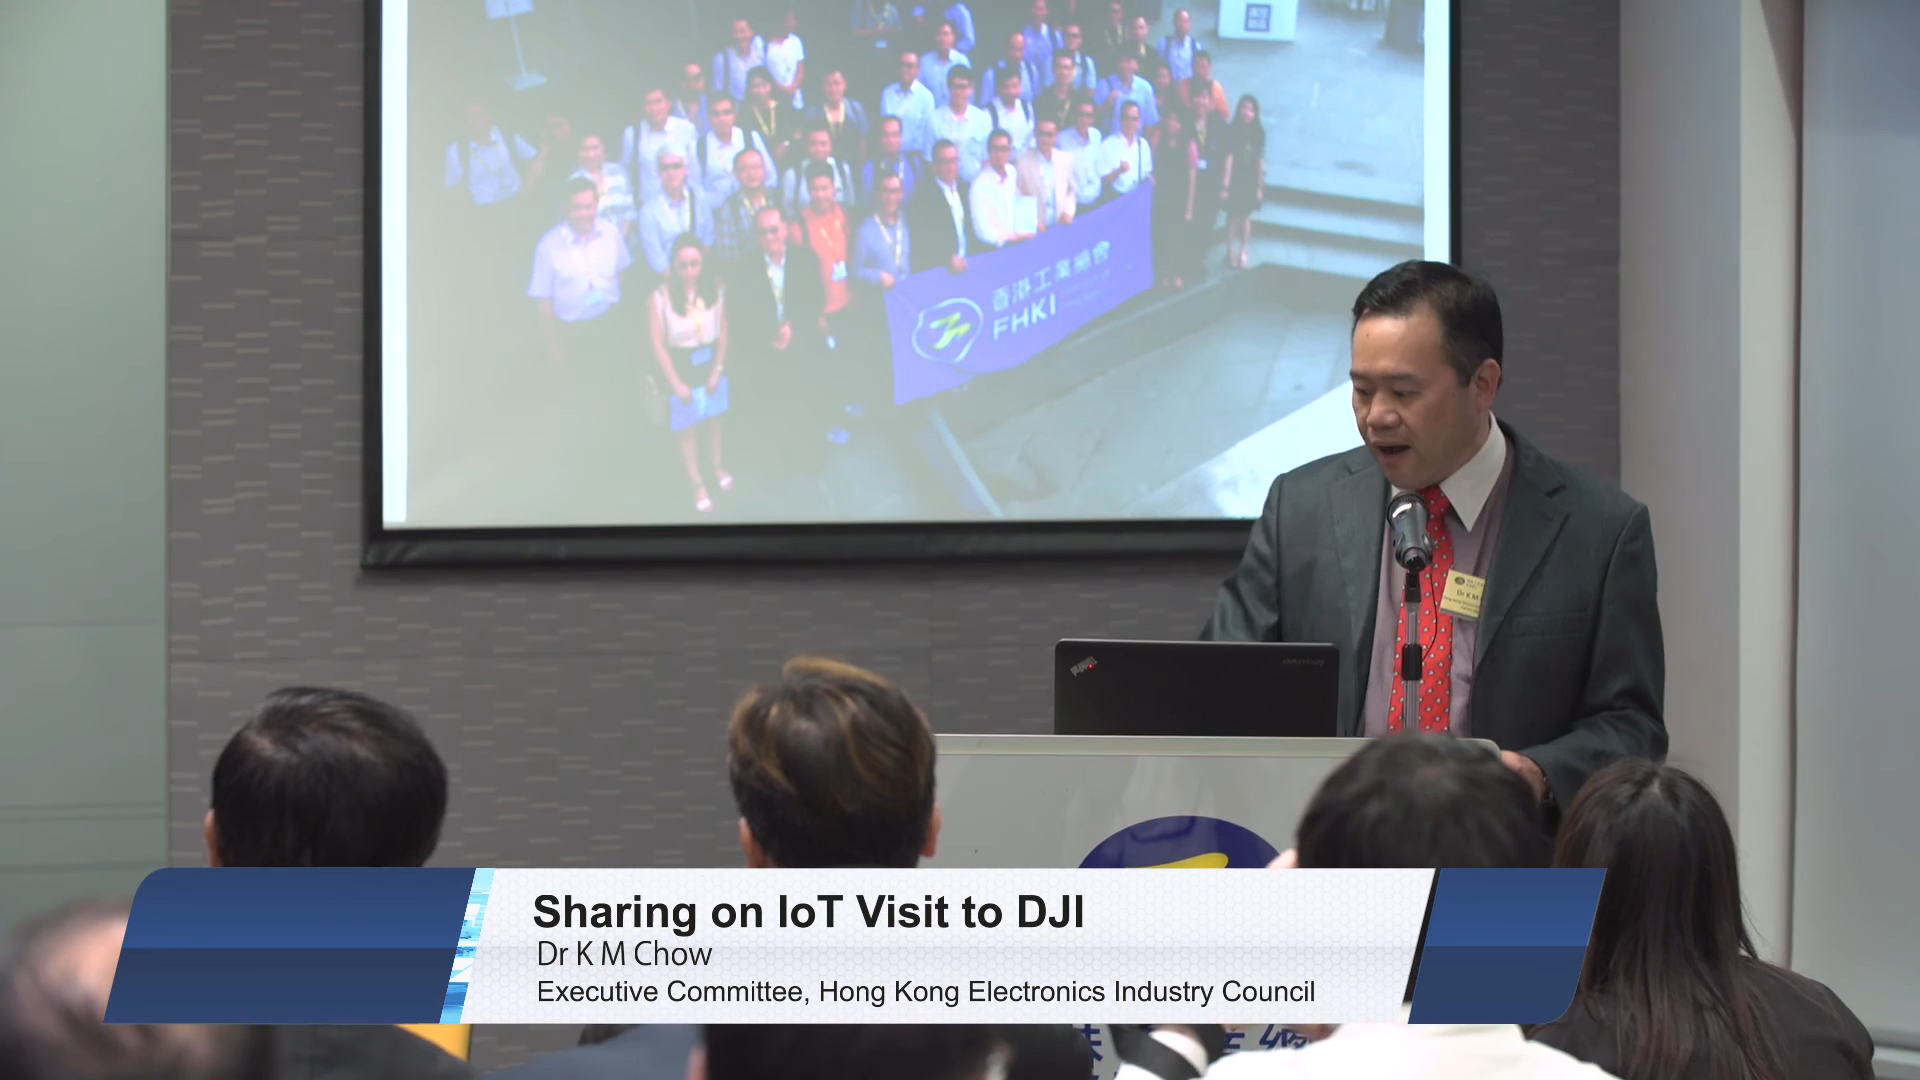 香港工業總會
FHKI
Dr K M
Sharing on IoT Visit to DJI
Dr K M Chow
Executive Committee, Hong Kong Electronics Industry Council